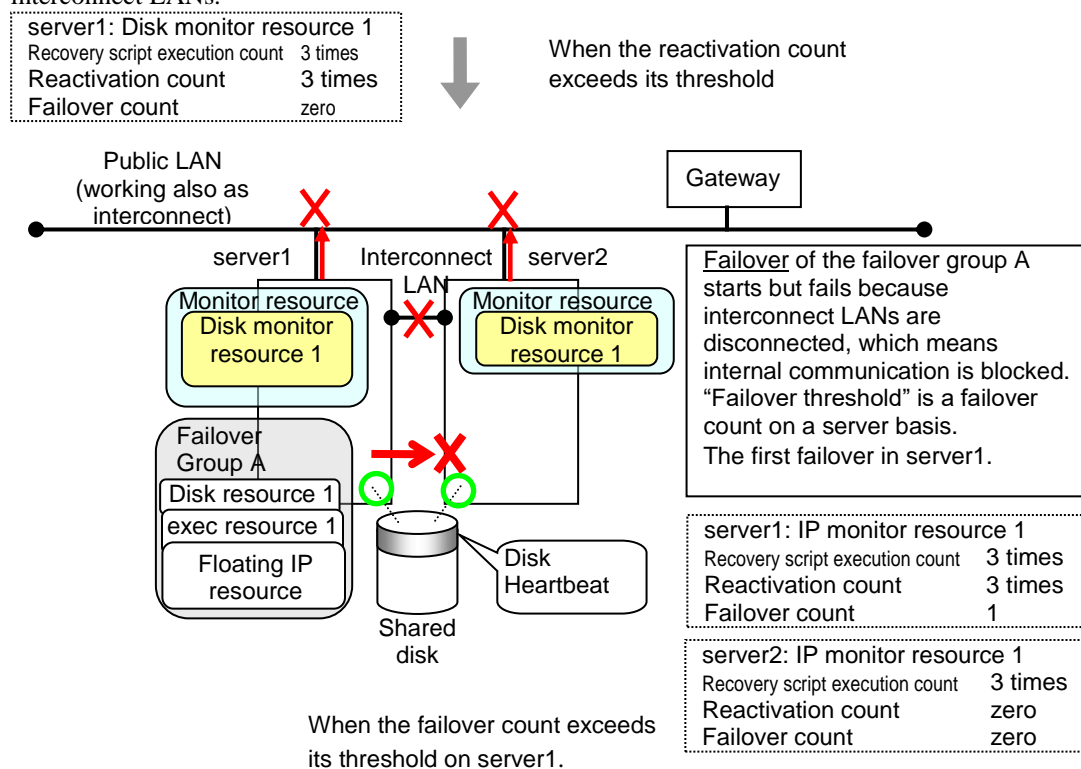 interconnect LANs.
server1: Disk monitor resource 1
Recovery script execution count 3 times
Reactivation count 3 times
Failover count zero
When the reactivation count
exceeds its threshold
Public LAN
(working also as
interconnect)
Gateway
server1
Interconnect
LAN
server2
Monitor resource
Disk monitor
resource 1
Monitor resource
Disk monitor
resource 1
Failover of the failover group A
starts but fails because
interconnect LANs are
disconnected, which means
internal communication is blocked.
“Failover threshold” is a failover
count on a server basis.
The first failover in server1.
Failover
Group A
Disk resource 1
exec resource 1
Floating IP
resource
Disk
Heartbeat
Shared
disk
server1: IP monitor resource 1
Recovery script execution count 3 times
Reactivation count 3 times
Failover count 1
server2: IP monitor resource 1
Recovery script execution count 3 times
Reactivation count zero
Failover count zero
When the failover count exceeds
its threshold on server1.